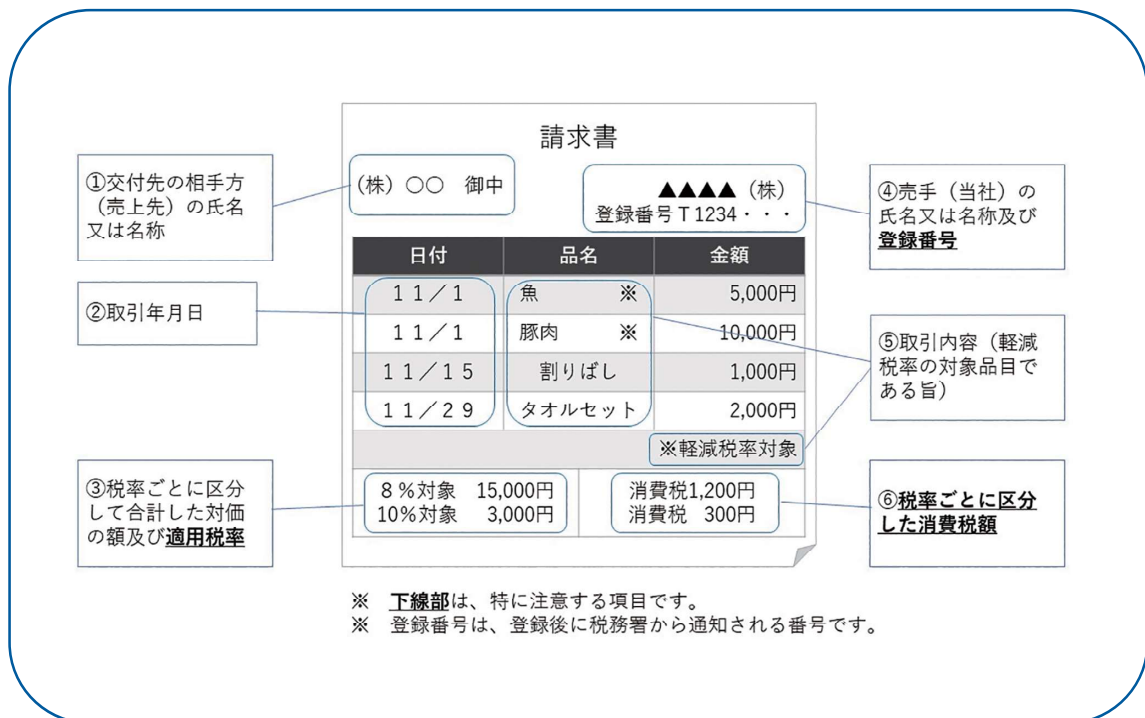 請求書
①交付先の相手方
（売上先）の氏名
又は名称
（株）○○　御中
▲▲▲▲（株）
登録番号Ｔ1234・・・
④売手（当社）の
氏名又は名称及び
登録番号
②取引年月日
日付　品名　金額
１１／１　魚　※　5,000円
１１／１　豚肉　※　10,000円
１１／１５　割りばし　1,000円
１１／２９　タオルセット　2,000円
※軽減税率対象
⑤取引内容（軽減
税率の対象品目で
ある旨）
③税率ごとに区分
して合計した対価
の額及び適用税率
８％対象　15,000円
10％対象　3,000円
消費税1,200円
消費税　300円
⑥税率ごとに区分
した消費税額
※　下線部は、特に注意する項目です。
※　登録番号は、登録後に税務署から通知される番号です。